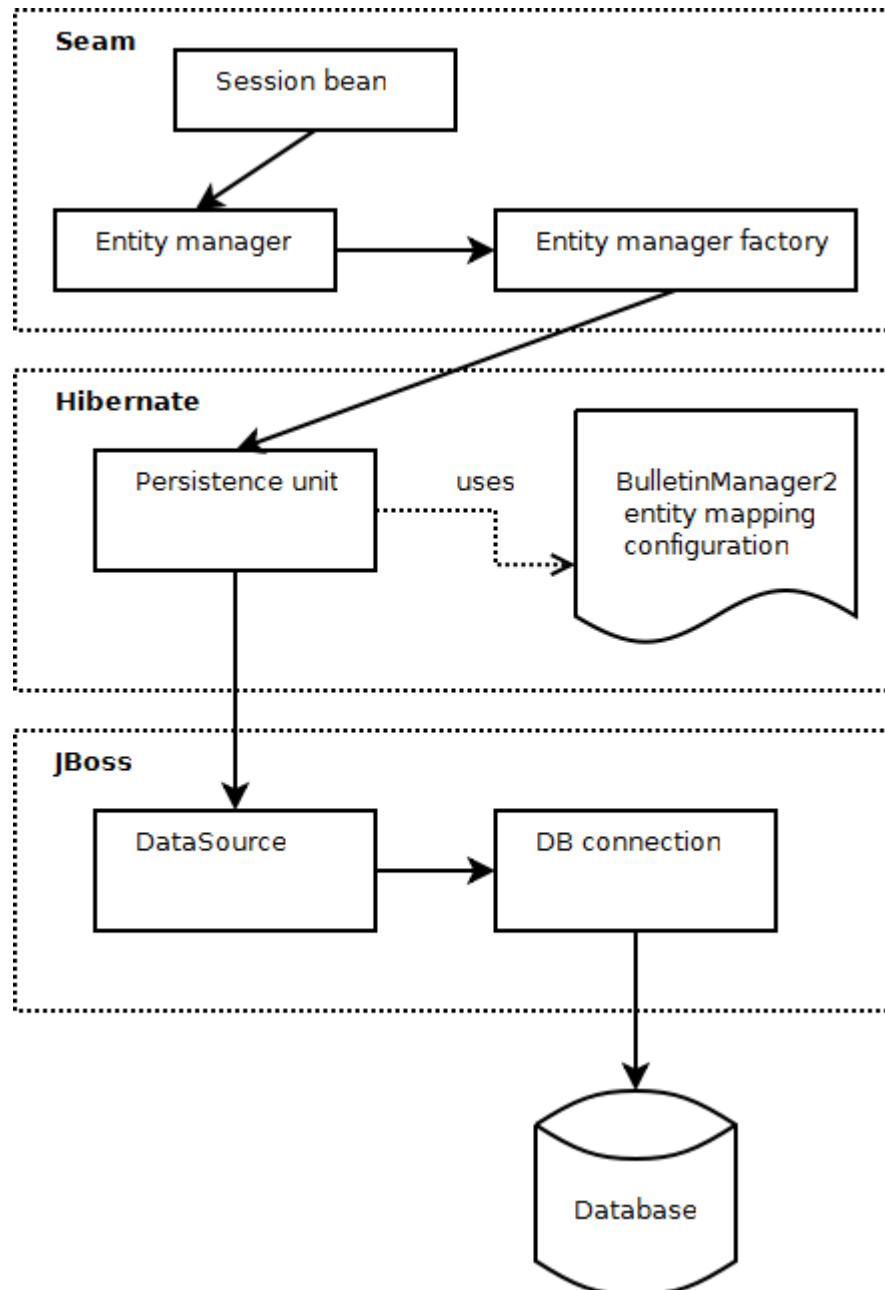 Seam
Session bean
Entity manager
Entity manager factory
Hibernate
Persistence unit
uses
BulletinManager2
entity mapping
configuration
JBoss
DataSource
DB connection
Database